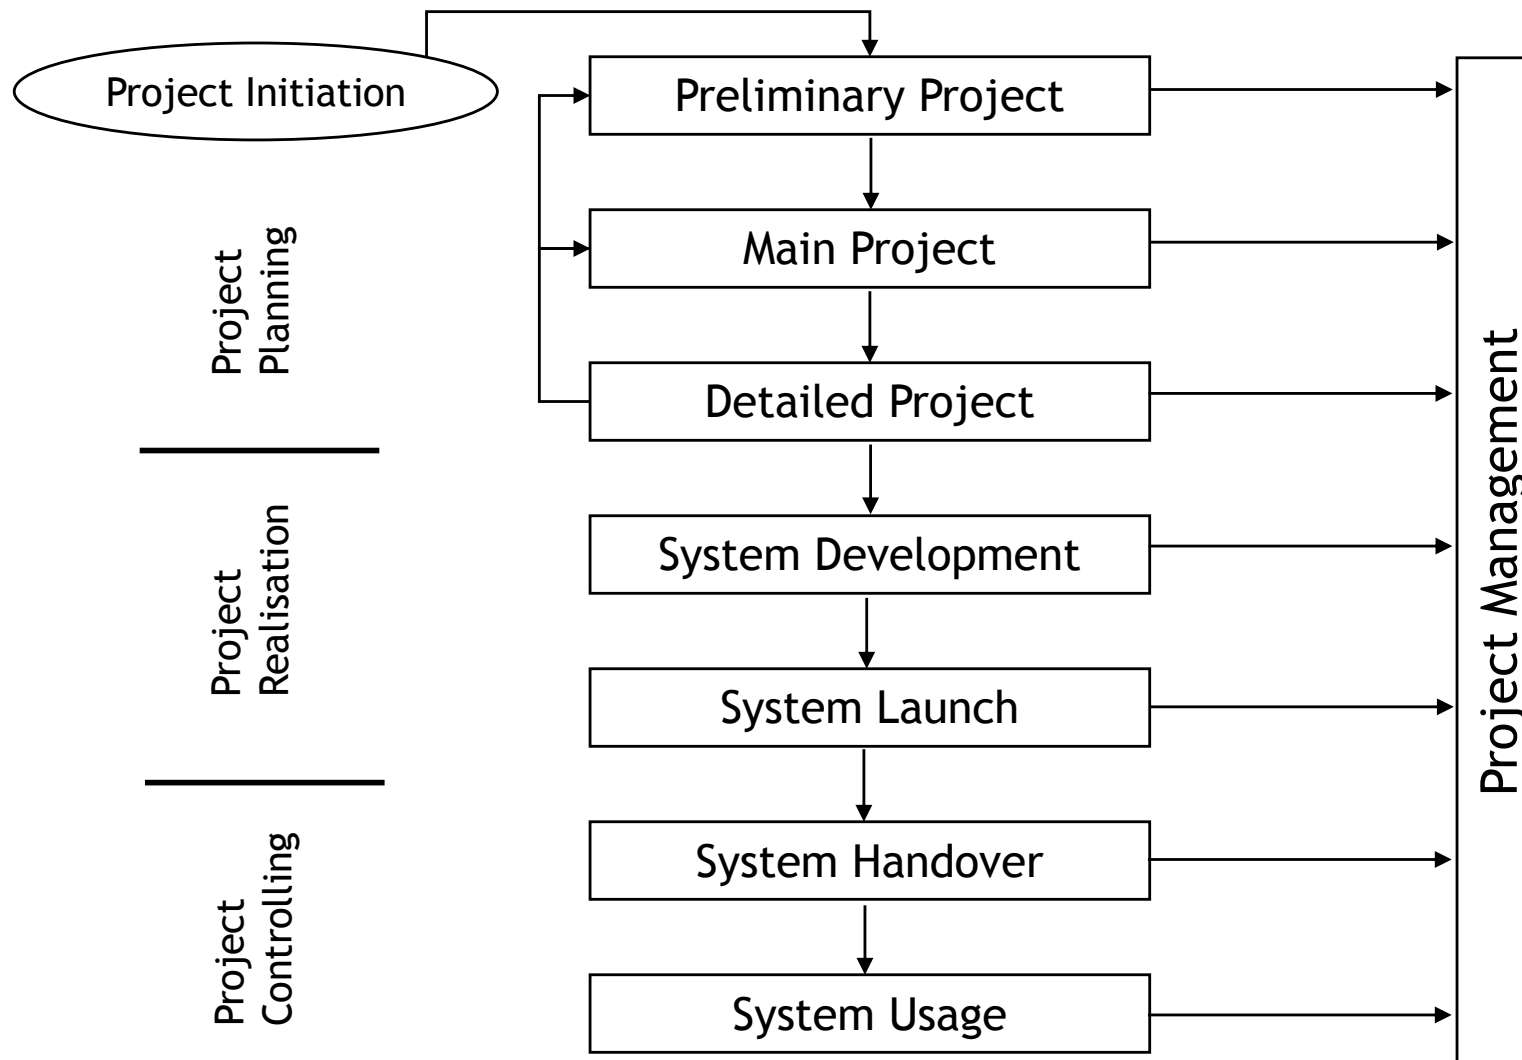 Project Initiation
Preliminary Project
Main Project
Project
Planning
Detailed Project
System Development
Project
Realisation
System Launch
System Handover
Project
Controlling
System Usage
Project Management